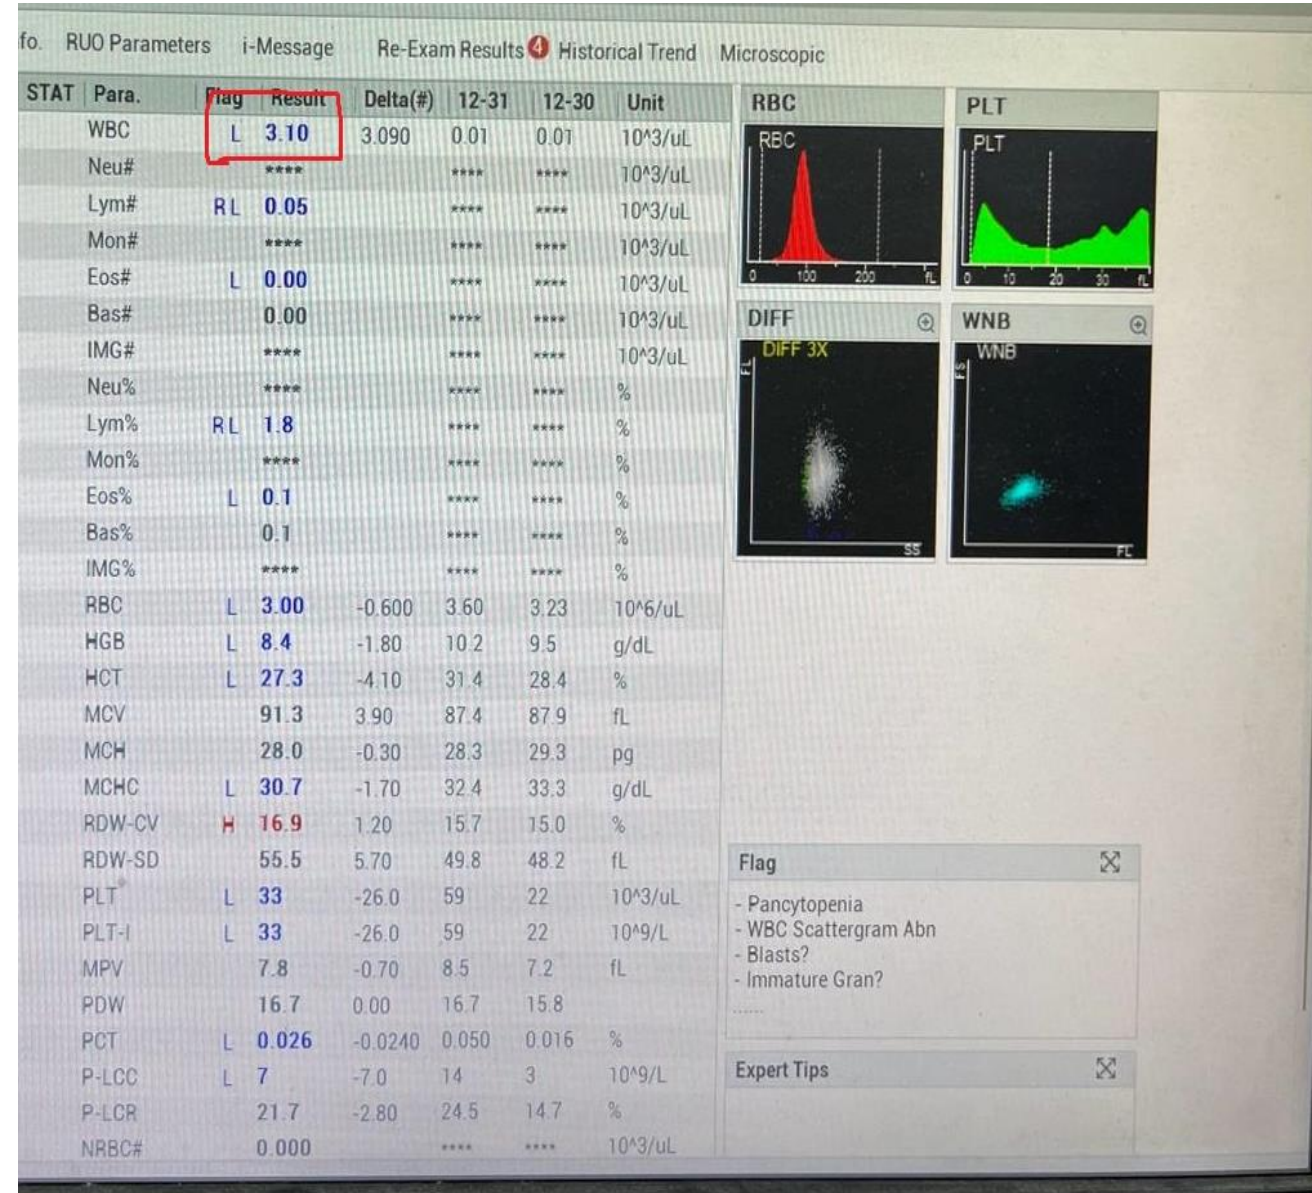 fo. RUO Parameters i-Message Re-Exam Results 4 Historical Trend Microscopic
STAT Para. Flag Result Delta(#) 12-31 12-30 Unit
WBC L 3.10 3.090 0.01 0.01 10^3/uL
Neu# **** **** **** 10^3/uL
Lym# R L 0.05 **** **** 10^3/uL
Mon# **** **** **** 10^3/uL
Eos# L 0.00 **** **** 10^3/uL
Bas# 0.00 **** **** 10^3/uL
IMG# **** **** **** 10^3/uL
Neu% **** **** **** %
Lym% R L 1.8 **** **** %
Mon% **** **** **** %
Eos% L 0.1 **** **** %
Bas% 0.1 **** **** %
IMG% **** **** **** %
RBC L 3.00 -0.600 3.60 3.23 10^6/uL
HGB L 8.4 -1.80 10.2 9.5 g/dL
HCT L 27.3 -4.10 31.4 28.4 %
MCV 91.3 3.90 87.4 87.9 fL
MCH 28.0 -0.30 28.3 29.3 pg
MCHC L 30.7 -1.70 32.4 33.3 g/dL
RDW-CV H 16.9 1.20 15.7 15.0 %
RDW-SD 55.5 5.70 49.8 48.2 fL
PLT L 33 -26.0 59 22 10^3/uL
PLT-I L 33 -26.0 59 22 10^9/L
MPV 7.8 -0.70 8.5 7.2 fL
PDW 16.7 0.00 16.7 15.8
PCT L 0.026 -0.0240 0.050 0.016 %
P-LCC L 7 -7.0 14 3 10^9/L
P-LCR 21.7 -2.80 24.5 14.7 %
NRBC# 0.000 **** **** 10^3/uL
RBC
RBC
0 100 200 fL
PLT
PLT
0 10 20 30 fL
DIFF
DIFF 3X
FL
SS
WNB
WNB
FS
FL
Flag
- Pancytopenia
- WBC Scattergram Abn
- Blasts?
- Immature Gran?
......
Expert Tips